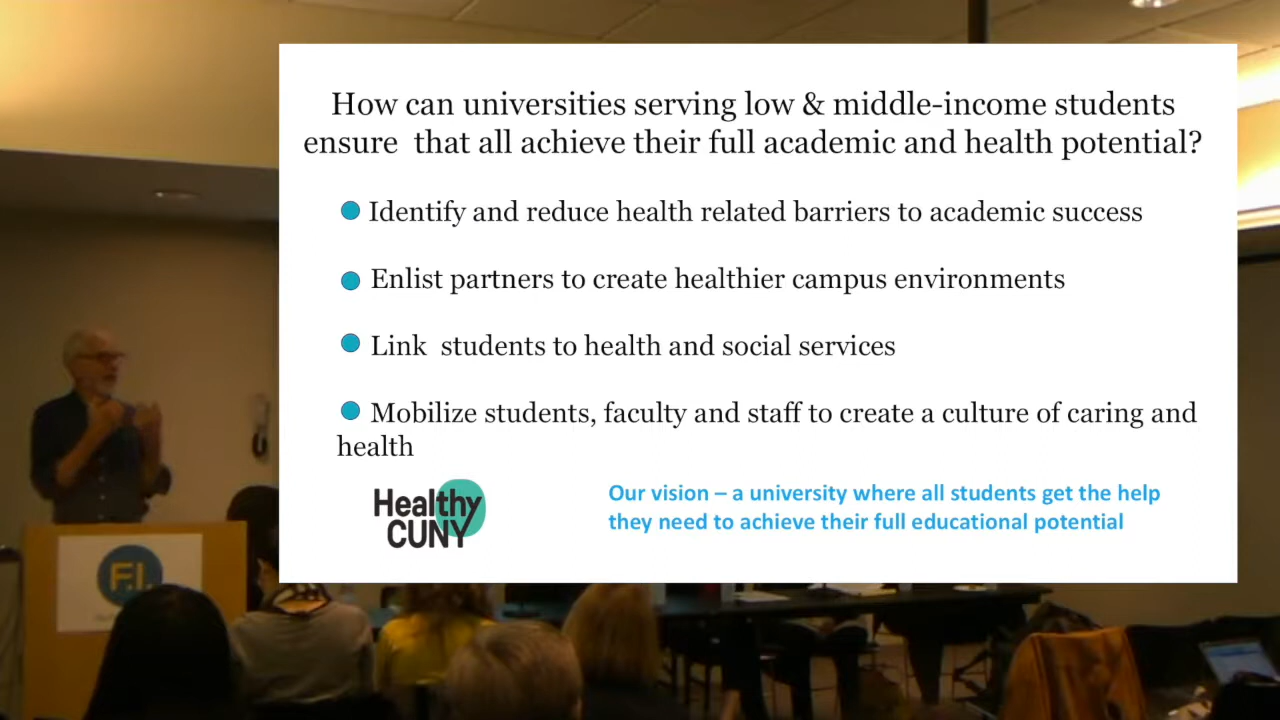 How can universities serving low & middle-income students
ensure  that all achieve their full academic and health potential?
Identify and reduce health related barriers to academic success
Enlist partners to create healthier campus environments
Link  students to health and social services
Mobilize students, faculty and staff to create a culture of caring and
health
Healthy
CUNY
Our vision – a university where all students get the help
they need to achieve their full educational potential
F.I.